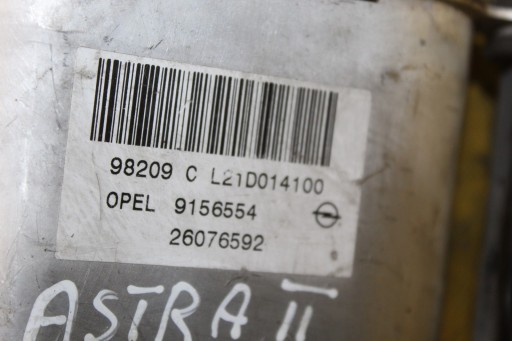 98209 C L21D014100
OPEL 9156554
26076592
ASTRA II